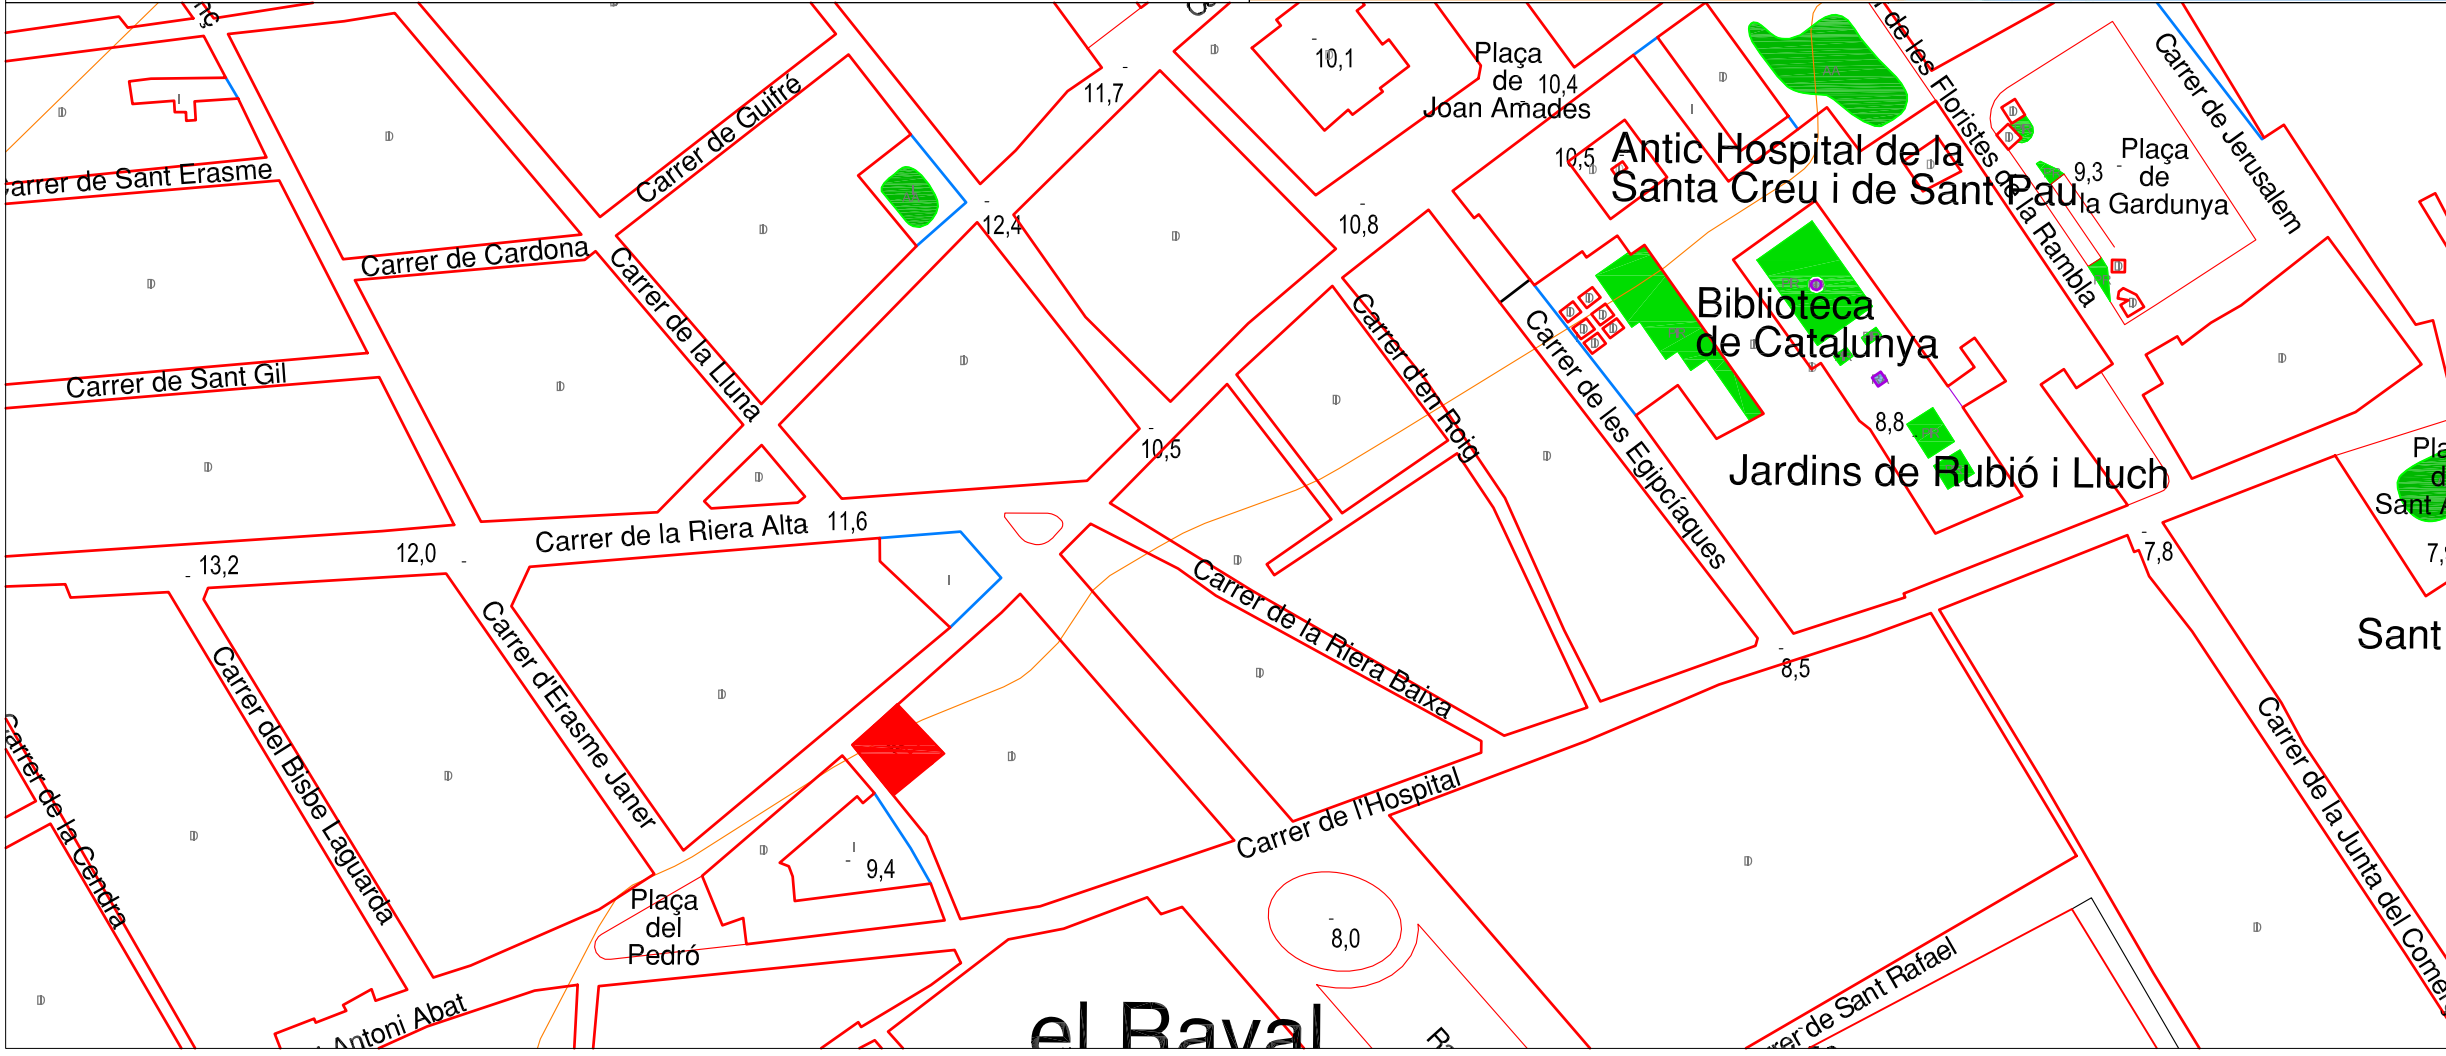 10,1
Plaça
de
Joan Amades
10,4
11,7
Carrer de Guifré
Carrer de Jerusalem
de les Floristes de la Rambla
10,5
Antic Hospital de la
Santa Creu i de Sant Pau
9,3
Plaça
de
la Gardunya
Carrer de Sant Erasme
12,4
10,8
Carrer de Cardona
Carrer de la Lluna
Carrer d'en Roig
Carrer de les Egipcíaques
Biblioteca
de Catalunya
Carrer de Sant Gil
8,8
10,5
Jardins de Rubió i Lluch
Carrer de la Riera Alta
11,6
12,0
13,2
7,8
Carrer de la Riera Baixa
Carrer d'Erasme Janer
Carrer del Bisbe Laguarda
Carrer de la Cendra
8,5
Sant
Carrer de la Junta del Comerç
Carrer de l'Hospital
9,4
Plaça
del
Pedró
8,0
Carrer de Sant Rafael
Antoni Abat
el Raval